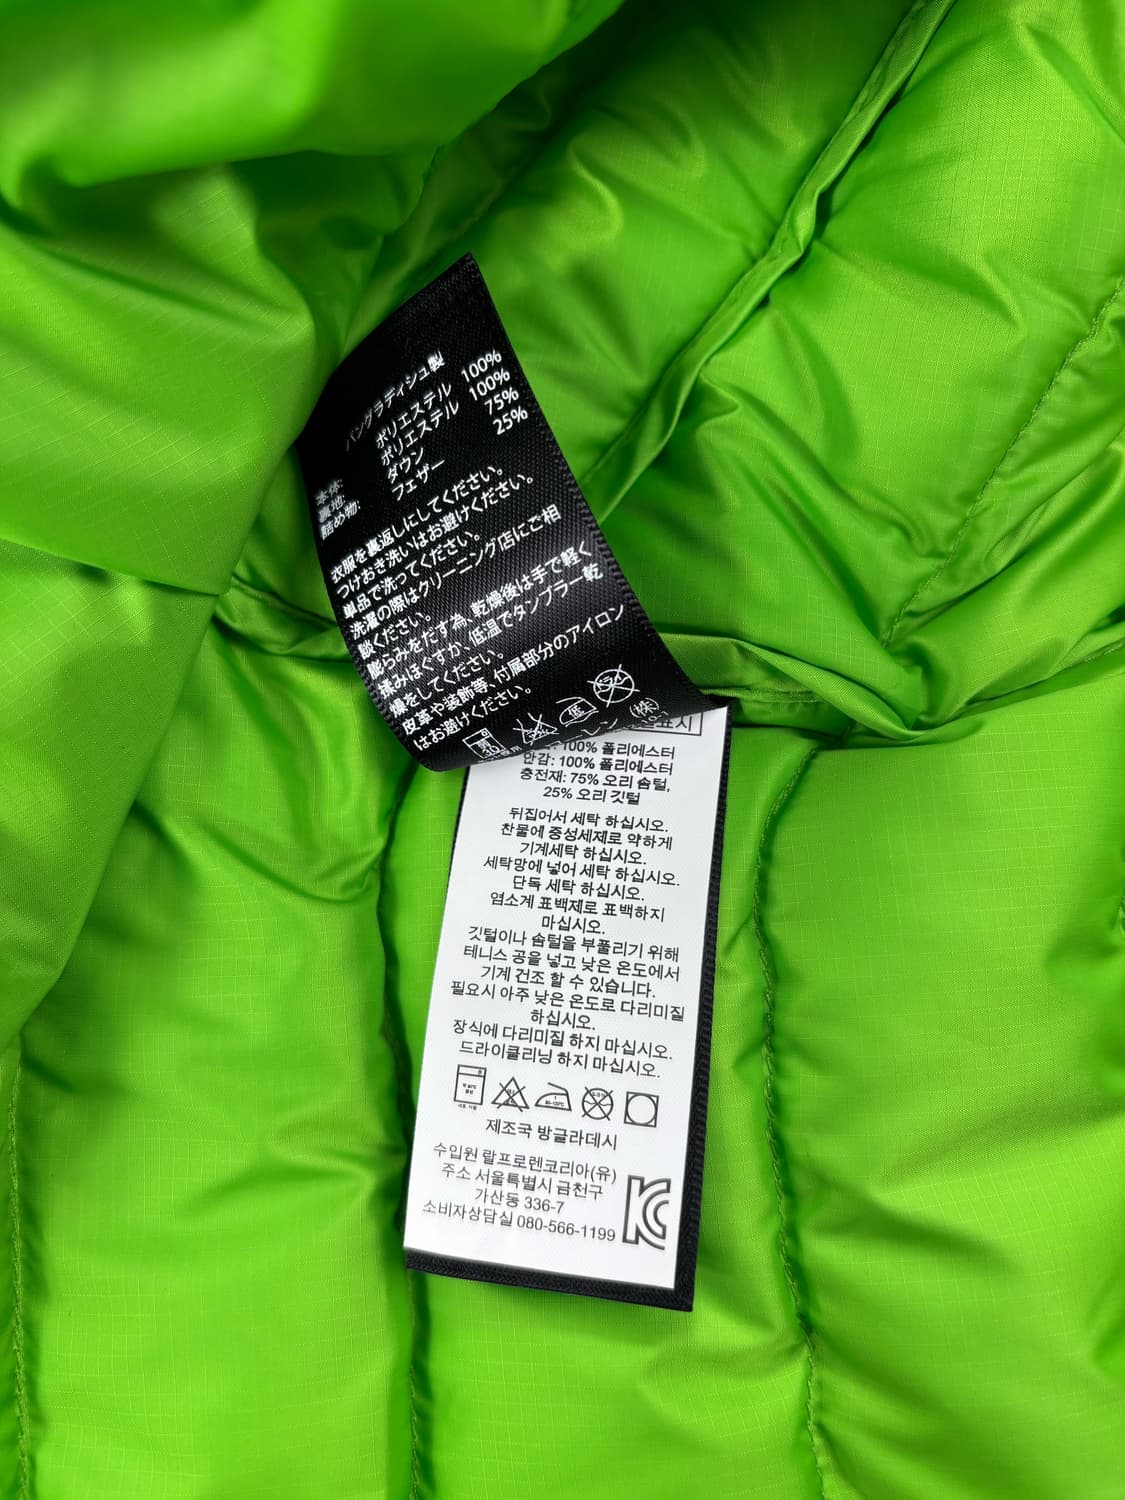 バングラディシュ製
本体: ポリエステル 100%
裏地: ポリエステル 100%
詰め物: ダウン 75%
フェザー 25%
衣服を裏返しにしてください。
つけおき洗いはお避けください。
単品で洗ってください。
洗濯の際はクリーニング店にご相
談ください。
膨らみをだす為、乾燥後は手で軽く
揉みほぐすか、低温でタンブラー乾
燥をしてください。
皮革や装飾等、付属部分のアイロン
はお避けください。
低
レン (株)
표시
100% 폴리에스터
안감: 100% 폴리에스터
충전재: 75% 오리 솜털,
25% 오리 깃털
뒤집어서 세탁 하십시오.
찬물에 중성세제로 약하게
기계세탁 하십시오.
세탁망에 넣어 세탁 하십시오.
단독 세탁 하십시오.
염소계 표백제로 표백하지
마십시오.
깃털이나 솜털을 부풀리기 위해
테니스 공을 넣고 낮은 온도에서
기계 건조 할 수 있습니다.
필요시 아주 낮은 온도로 다리미질
하십시오.
장식에 다리미질 하지 마십시오.
드라이클리닝 하지 마십시오.
제조국 방글라데시
수입원 랄프로렌코리아(유)
주소 서울특별시 금천구
가산동 336-7
소비자상담실 080-566-1199
KC